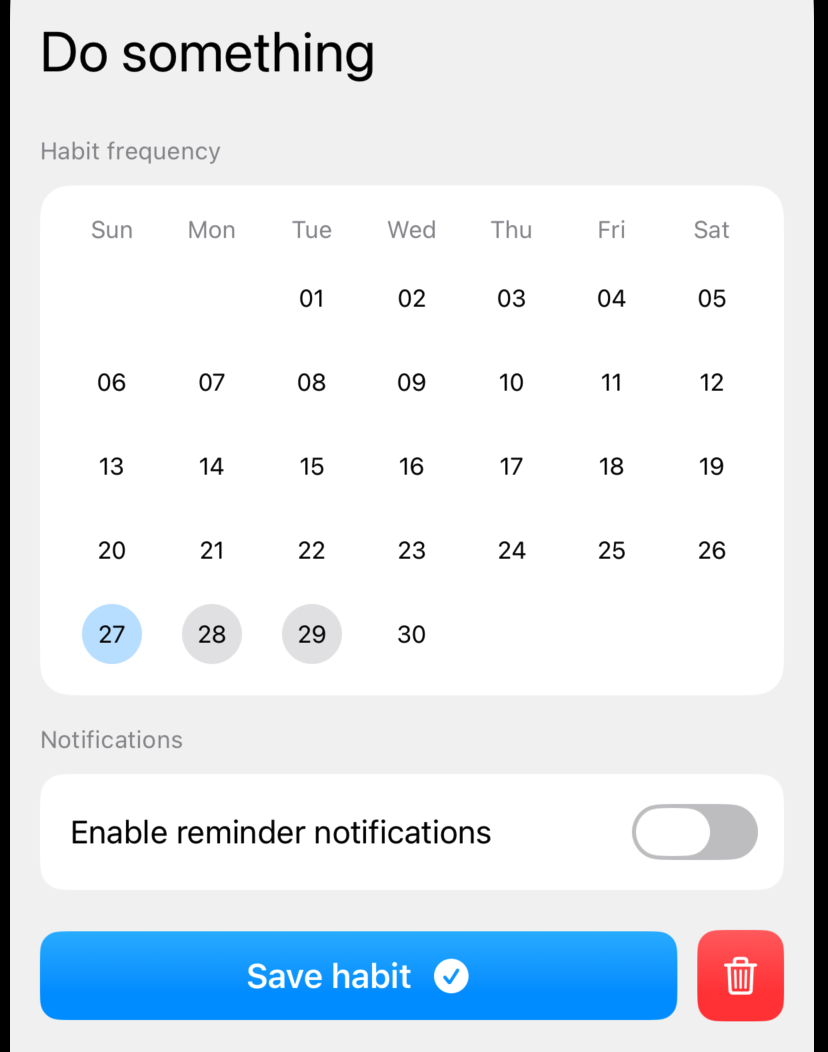 Do something
Habit frequency
Sun Mon Tue Wed Thu Fri Sat
01 02 03 04 05
06 07 08 09 10 11 12
13 14 15 16 17 18 19
20 21 22 23 24 25 26
27 28 29 30
Notifications
Enable reminder notifications
Save habit